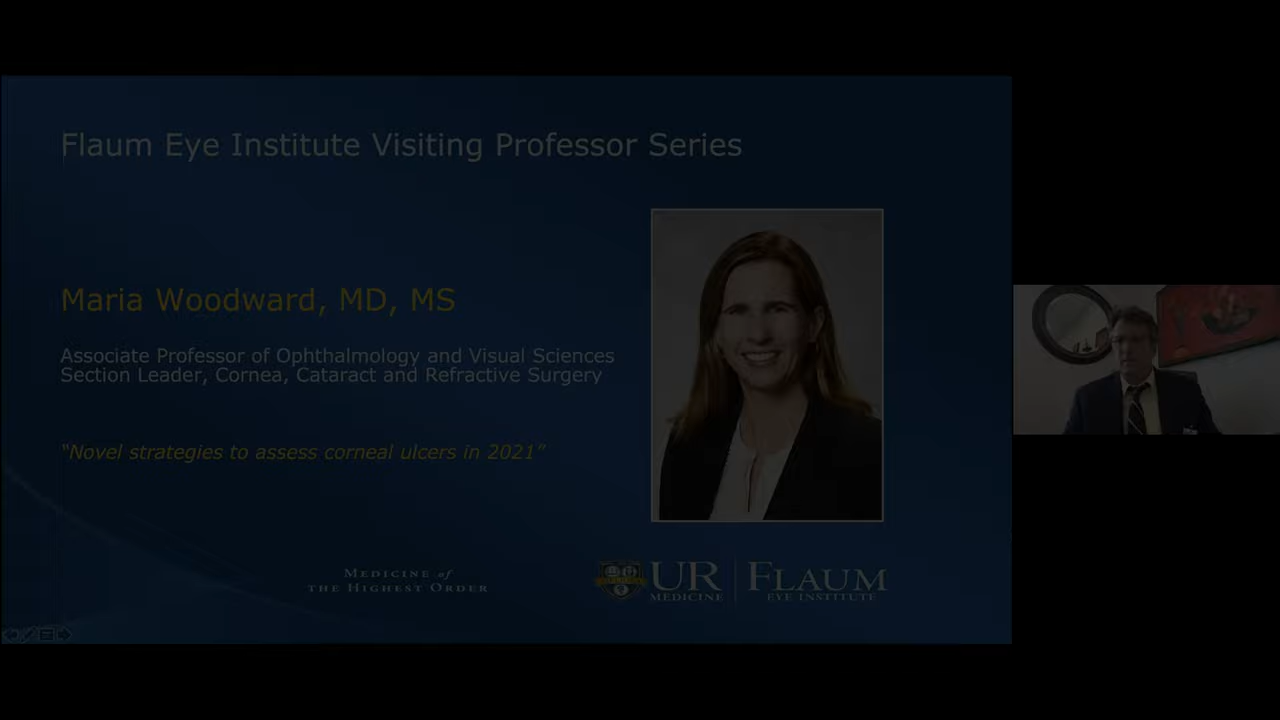 Flaum Eye Institute Visiting Professor Series
Maria Woodward, MD, MS
Associate Professor of Ophthalmology and Visual Sciences
Section Leader, Cornea, Cataract and Refractive Surgery
“Novel strategies to assess corneal ulcers in 2021”
MEDICINE of
THE HIGHEST ORDER
UR
MEDICINE
FLAUM
EYE INSTITUTE